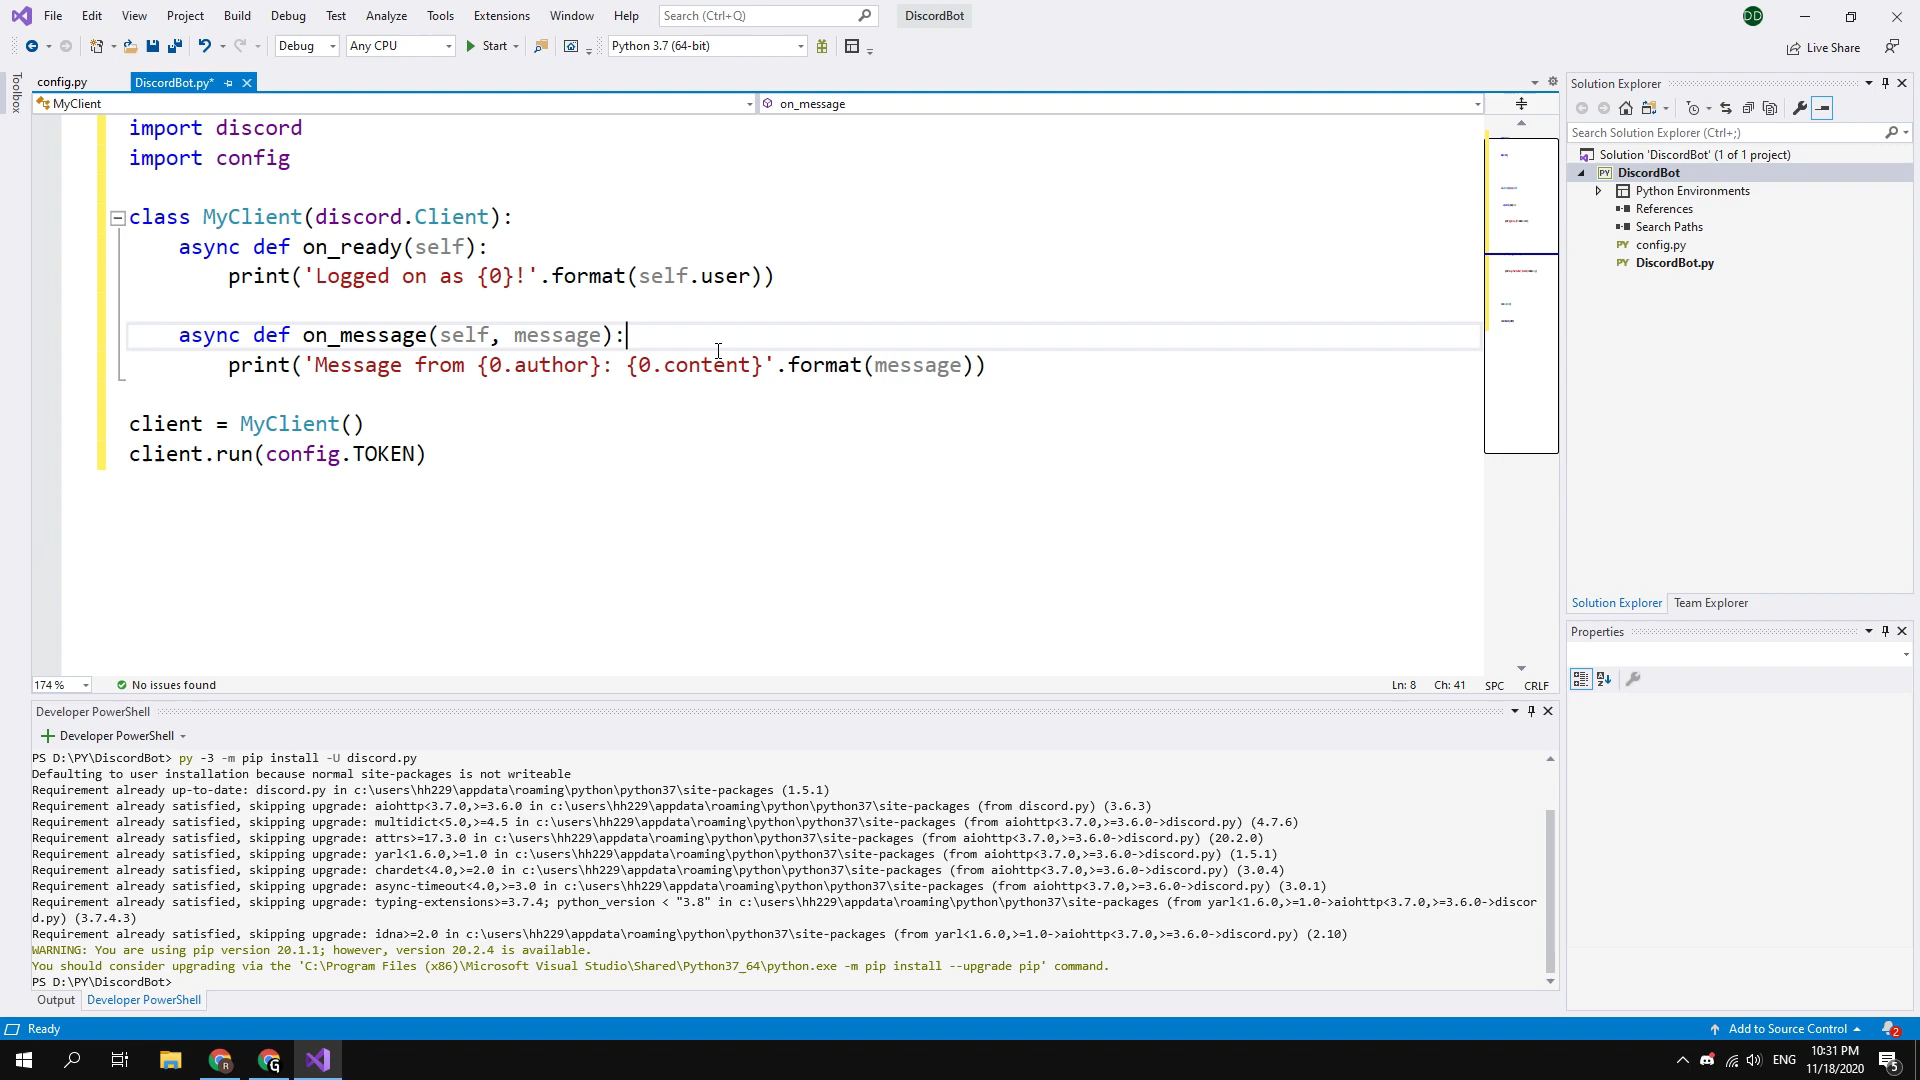 File Edit View Project Build Debug Test Analyze Tools Extensions Window Help Search (Ctrl+Q) DiscordBot DD
Debug Any CPU Start Python 3.7 (64-bit) Live Share
Toolbox
config.py DiscordBot.py*
MyClient on_message
import discord
import config
class MyClient(discord.Client):
async def on_ready(self):
print('Logged on as {0}!'.format(self.user))
async def on_message(self, message):
print('Message from {0.author}: {0.content}'.format(message))
client = MyClient()
client.run(config.TOKEN)
174 % No issues found Ln: 8 Ch: 41 SPC CRLF
Solution Explorer
Search Solution Explorer (Ctrl+;)
Solution 'DiscordBot' (1 of 1 project)
PY DiscordBot
Python Environments
References
Search Paths
PY config.py
PY DiscordBot.py
Solution Explorer Team Explorer
Properties
Developer PowerShell
Developer PowerShell
PS D:\PY\DiscordBot> py -3 -m pip install -U discord.py
Defaulting to user installation because normal site-packages is not writeable
Requirement already up-to-date: discord.py in c:\users\hh229\appdata\roaming\python\python37\site-packages (1.5.1)
Requirement already satisfied, skipping upgrade: aiohttp<3.7.0,>=3.6.0 in c:\users\hh229\appdata\roaming\python\python37\site-packages (from discord.py) (3.6.3)
Requirement already satisfied, skipping upgrade: multidict<5.0,>=4.5 in c:\users\hh229\appdata\roaming\python\python37\site-packages (from aiohttp<3.7.0,>=3.6.0->discord.py) (4.7.6)
Requirement already satisfied, skipping upgrade: attrs>=17.3.0 in c:\users\hh229\appdata\roaming\python\python37\site-packages (from aiohttp<3.7.0,>=3.6.0->discord.py) (20.2.0)
Requirement already satisfied, skipping upgrade: yarl<1.6.0,>=1.0 in c:\users\hh229\appdata\roaming\python\python37\site-packages (from aiohttp<3.7.0,>=3.6.0->discord.py) (1.5.1)
Requirement already satisfied, skipping upgrade: chardet<4.0,>=2.0 in c:\users\hh229\appdata\roaming\python\python37\site-packages (from aiohttp<3.7.0,>=3.6.0->discord.py) (3.0.4)
Requirement already satisfied, skipping upgrade: async-timeout<4.0,>=3.0 in c:\users\hh229\appdata\roaming\python\python37\site-packages (from aiohttp<3.7.0,>=3.6.0->discord.py) (3.0.1)
Requirement already satisfied, skipping upgrade: typing-extensions>=3.7.4; python_version < "3.8" in c:\users\hh229\appdata\roaming\python\python37\site-packages (from yarl<1.6.0,>=1.0->aiohttp<3.7.0,>=3.6.0->discor
d.py) (3.7.4.3)
Requirement already satisfied, skipping upgrade: idna>=2.0 in c:\users\hh229\appdata\roaming\python\python37\site-packages (from yarl<1.6.0,>=1.0->aiohttp<3.7.0,>=3.6.0->discord.py) (2.10)
WARNING: You are using pip version 20.1.1; however, version 20.2.4 is available.
You should consider upgrading via the 'C:\Program Files (x86)\Microsoft Visual Studio\Shared\Python37_64\python.exe -m pip install --upgrade pip' command.
PS D:\PY\DiscordBot>
Output Developer PowerShell
Ready Add to Source Control 2
ENG 10:31 PM
11/18/2020 5